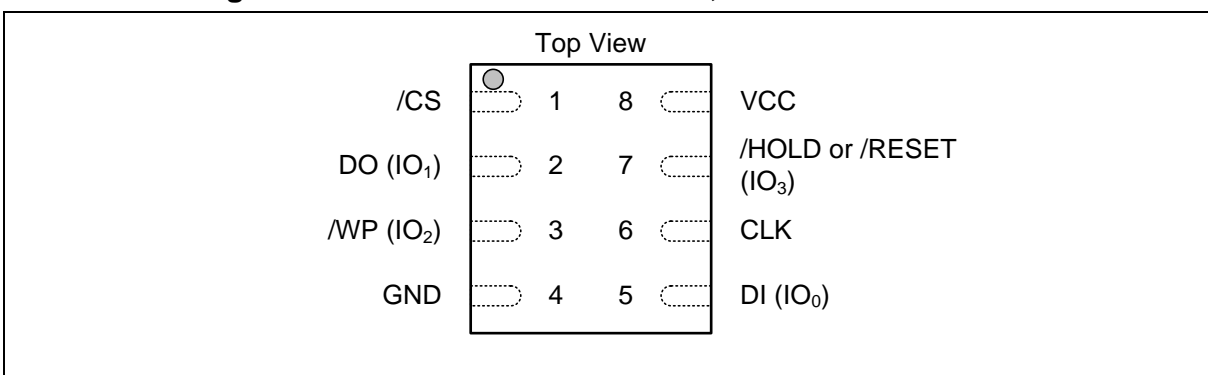 Top View
/CS 1 8 VCC
DO (IO₁) 2 7 /HOLD or /RESET
(IO₃)
/WP (IO₂) 3 6 CLK
GND 4 5 DI (IO₀)